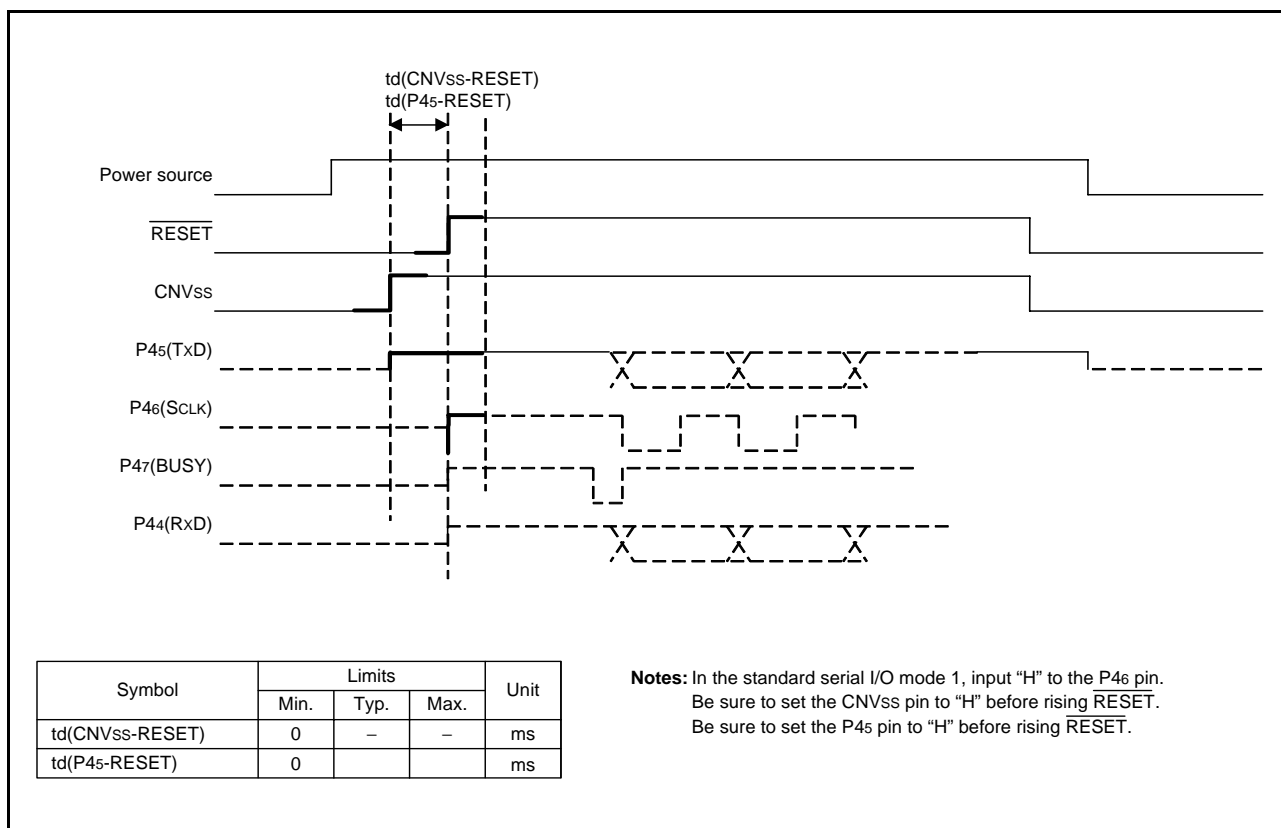 td(CNVss-RESET)
td(P45-RESET)
Power source
RESET
CNVss
P45(TxD)
P46(SCLK)
P47(BUSY)
P44(RxD)
Symbol Limits Unit
Min. Typ. Max.
td(CNVss-RESET) 0 – – ms
td(P45-RESET) 0 ms
Notes: In the standard serial I/O mode 1, input “H” to the P46 pin.
Be sure to set the CNVss pin to “H” before rising RESET.
Be sure to set the P45 pin to “H” before rising RESET.